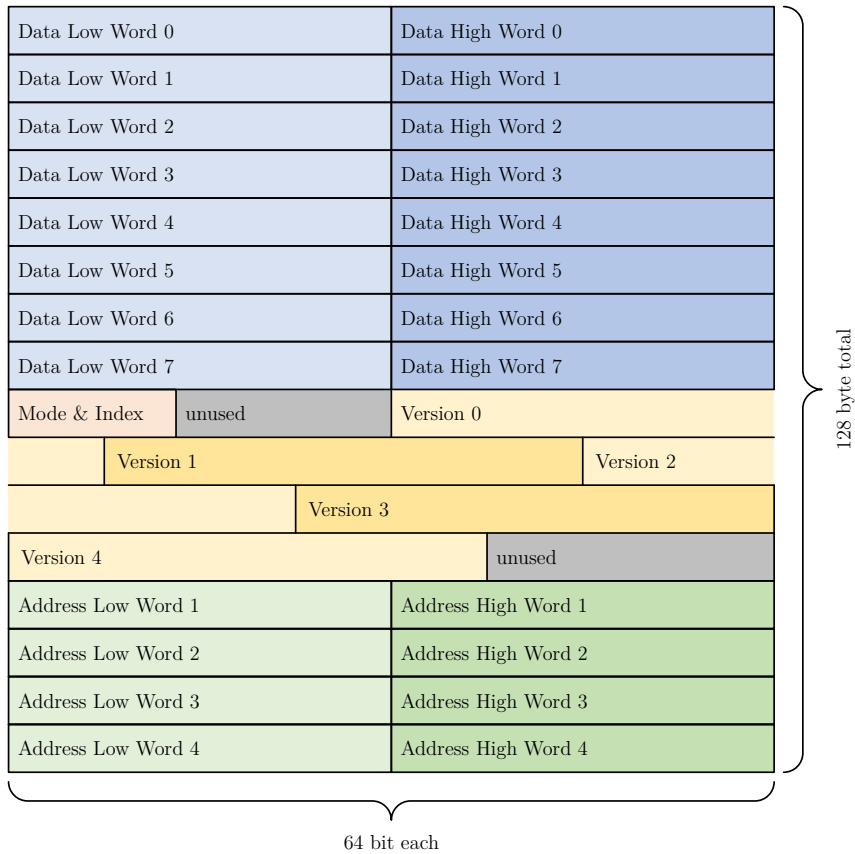 Data Low Word 0
Data High Word 0
Data Low Word 1
Data High Word 1
Data Low Word 2
Data High Word 2
Data Low Word 3
Data High Word 3
Data Low Word 4
Data High Word 4
Data Low Word 5
Data High Word 5
Data Low Word 6
Data High Word 6
Data Low Word 7
Data High Word 7
Mode & Index
unused
Version 0
Version 1
Version 2
Version 3
Version 4
unused
Address Low Word 1
Address High Word 1
Address Low Word 2
Address High Word 2
Address Low Word 3
Address High Word 3
Address Low Word 4
Address High Word 4
128 byte total
64 bit each